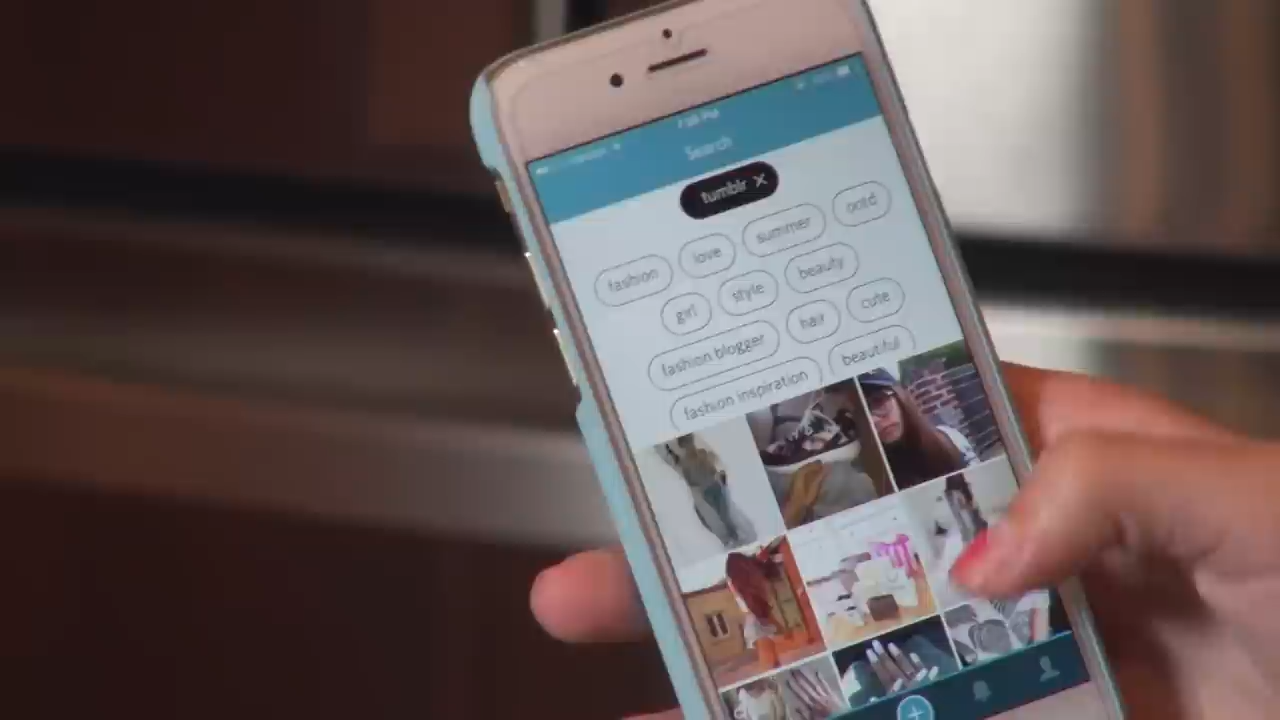 Search
tumblr X
fashion love summer ootd
girl style beauty
fashion blogger hair cute
fashion inspiration beautiful